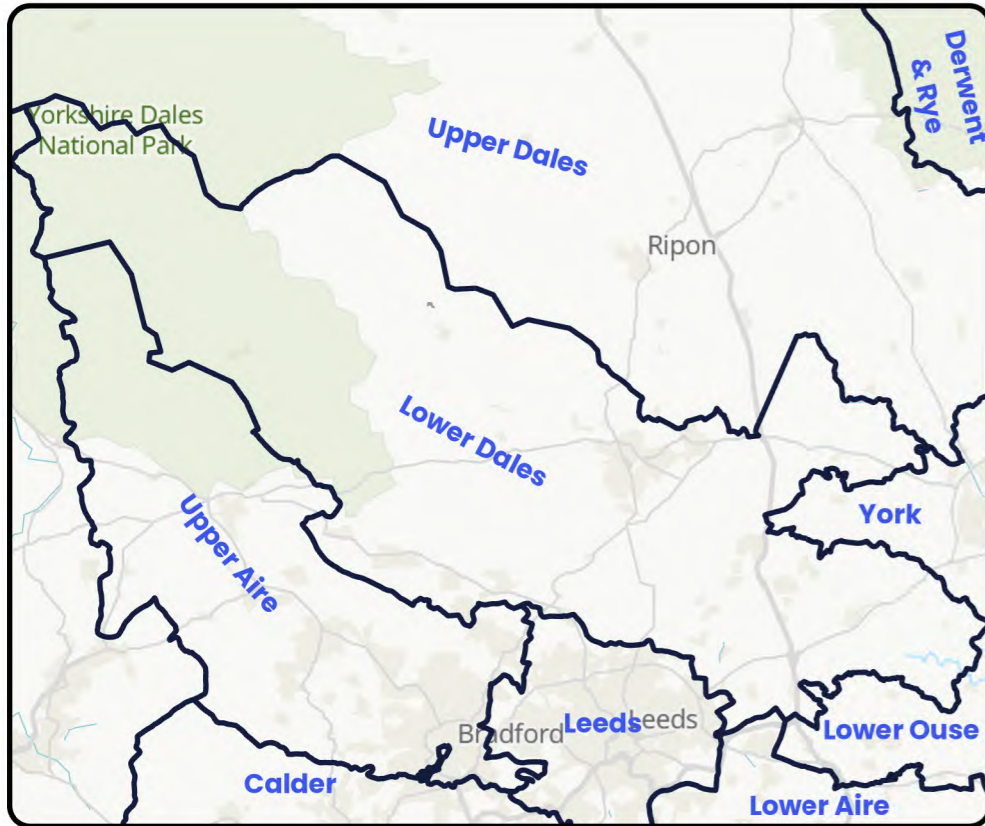 Derwent
& Rye
Yorkshire Dales
National Park
Upper Dales
Ripon
Lower Dales
York
Upper Aire
Bradford
Leeds
Leeds
Lower Ouse
Calder
Lower Aire